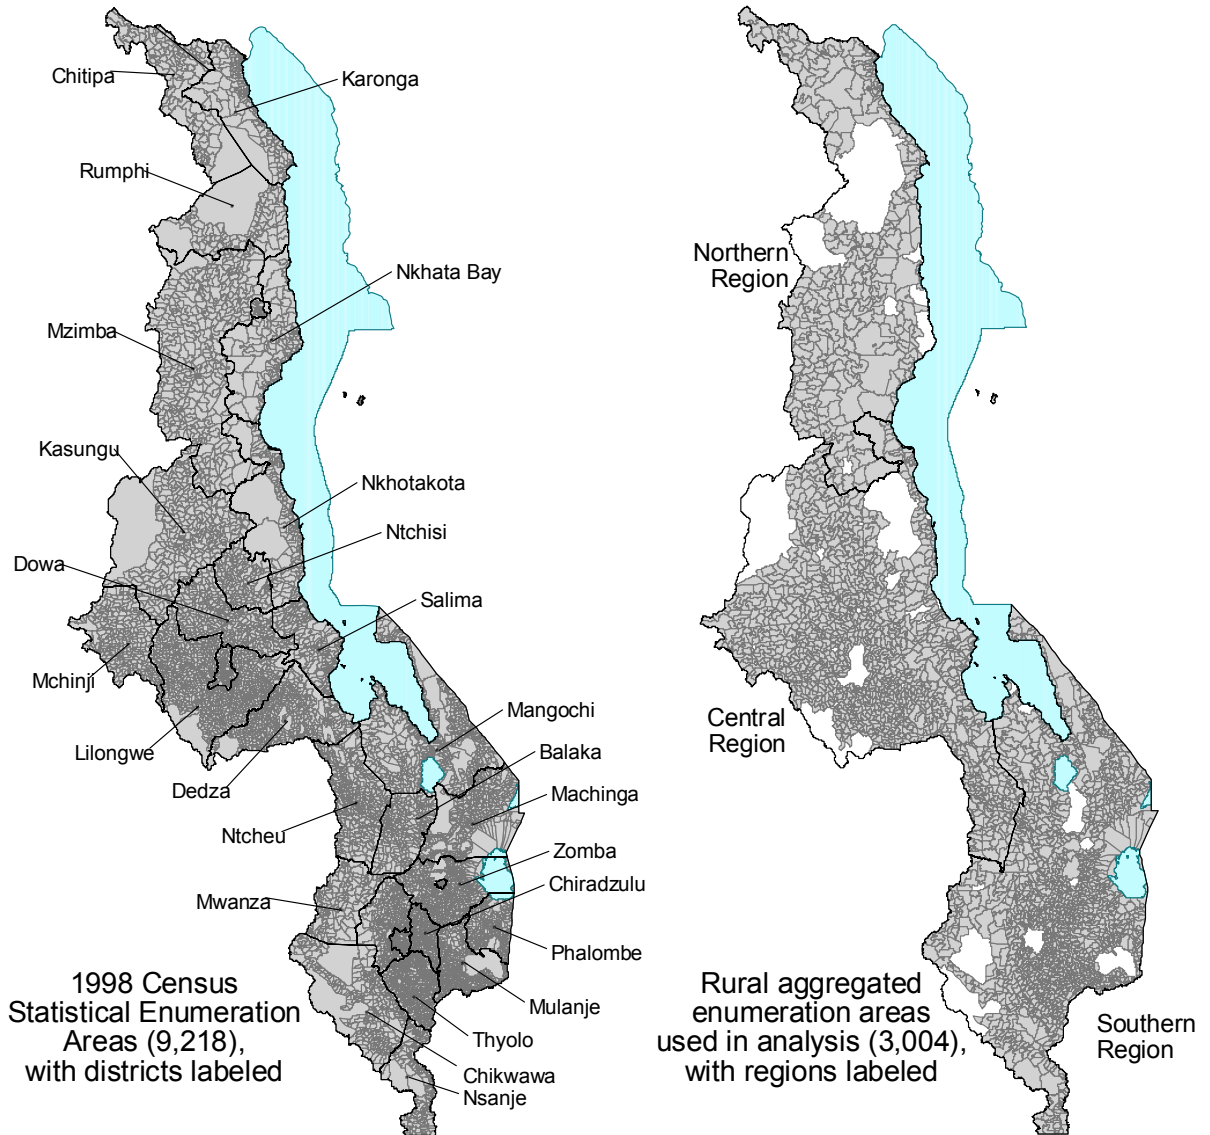 Chitipa
Karonga
Rumphi
Nkhata Bay
Mzimba
Kasungu
Nkhotakota
Ntchisi
Dowa
Salima
Mchinji
Mangochi
Lilongwe
Balaka
Dedza
Machinga
Ntcheu
Zomba
Chiradzulu
Mwanza
Phalombe
Mulanje
Thyolo
Chikwawa
Nsanje
1998 Census
Statistical Enumeration
Areas (9,218),
with districts labeled
Northern
Region
Central
Region
Southern
Region
Rural aggregated
enumeration areas
used in analysis (3,004),
with regions labeled